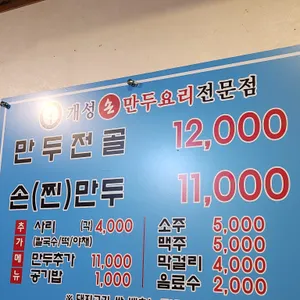 개성 손 만두요리전문점
만두전골 12,000
손(찐)만두 11,000
추가메뉴
사리 (각) 4,000
(칼국수/떡/야채)
만두추가 11,000
공기밥 1,000
소주 5,000
맥주 5,000
막걸리 4,000
음료수 2,000